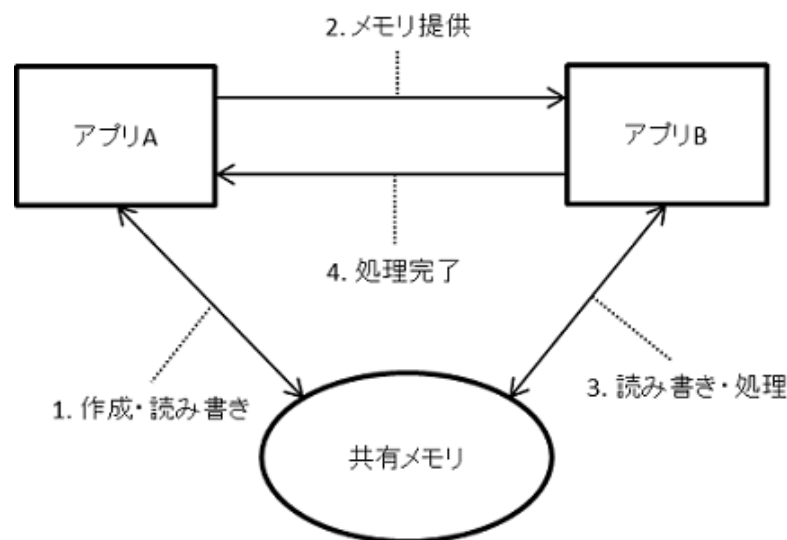 2. メモリ提供
アプリA
アプリB
4. 処理完了
1. 作成・読み書き
3. 読み書き・処理
共有メモリ